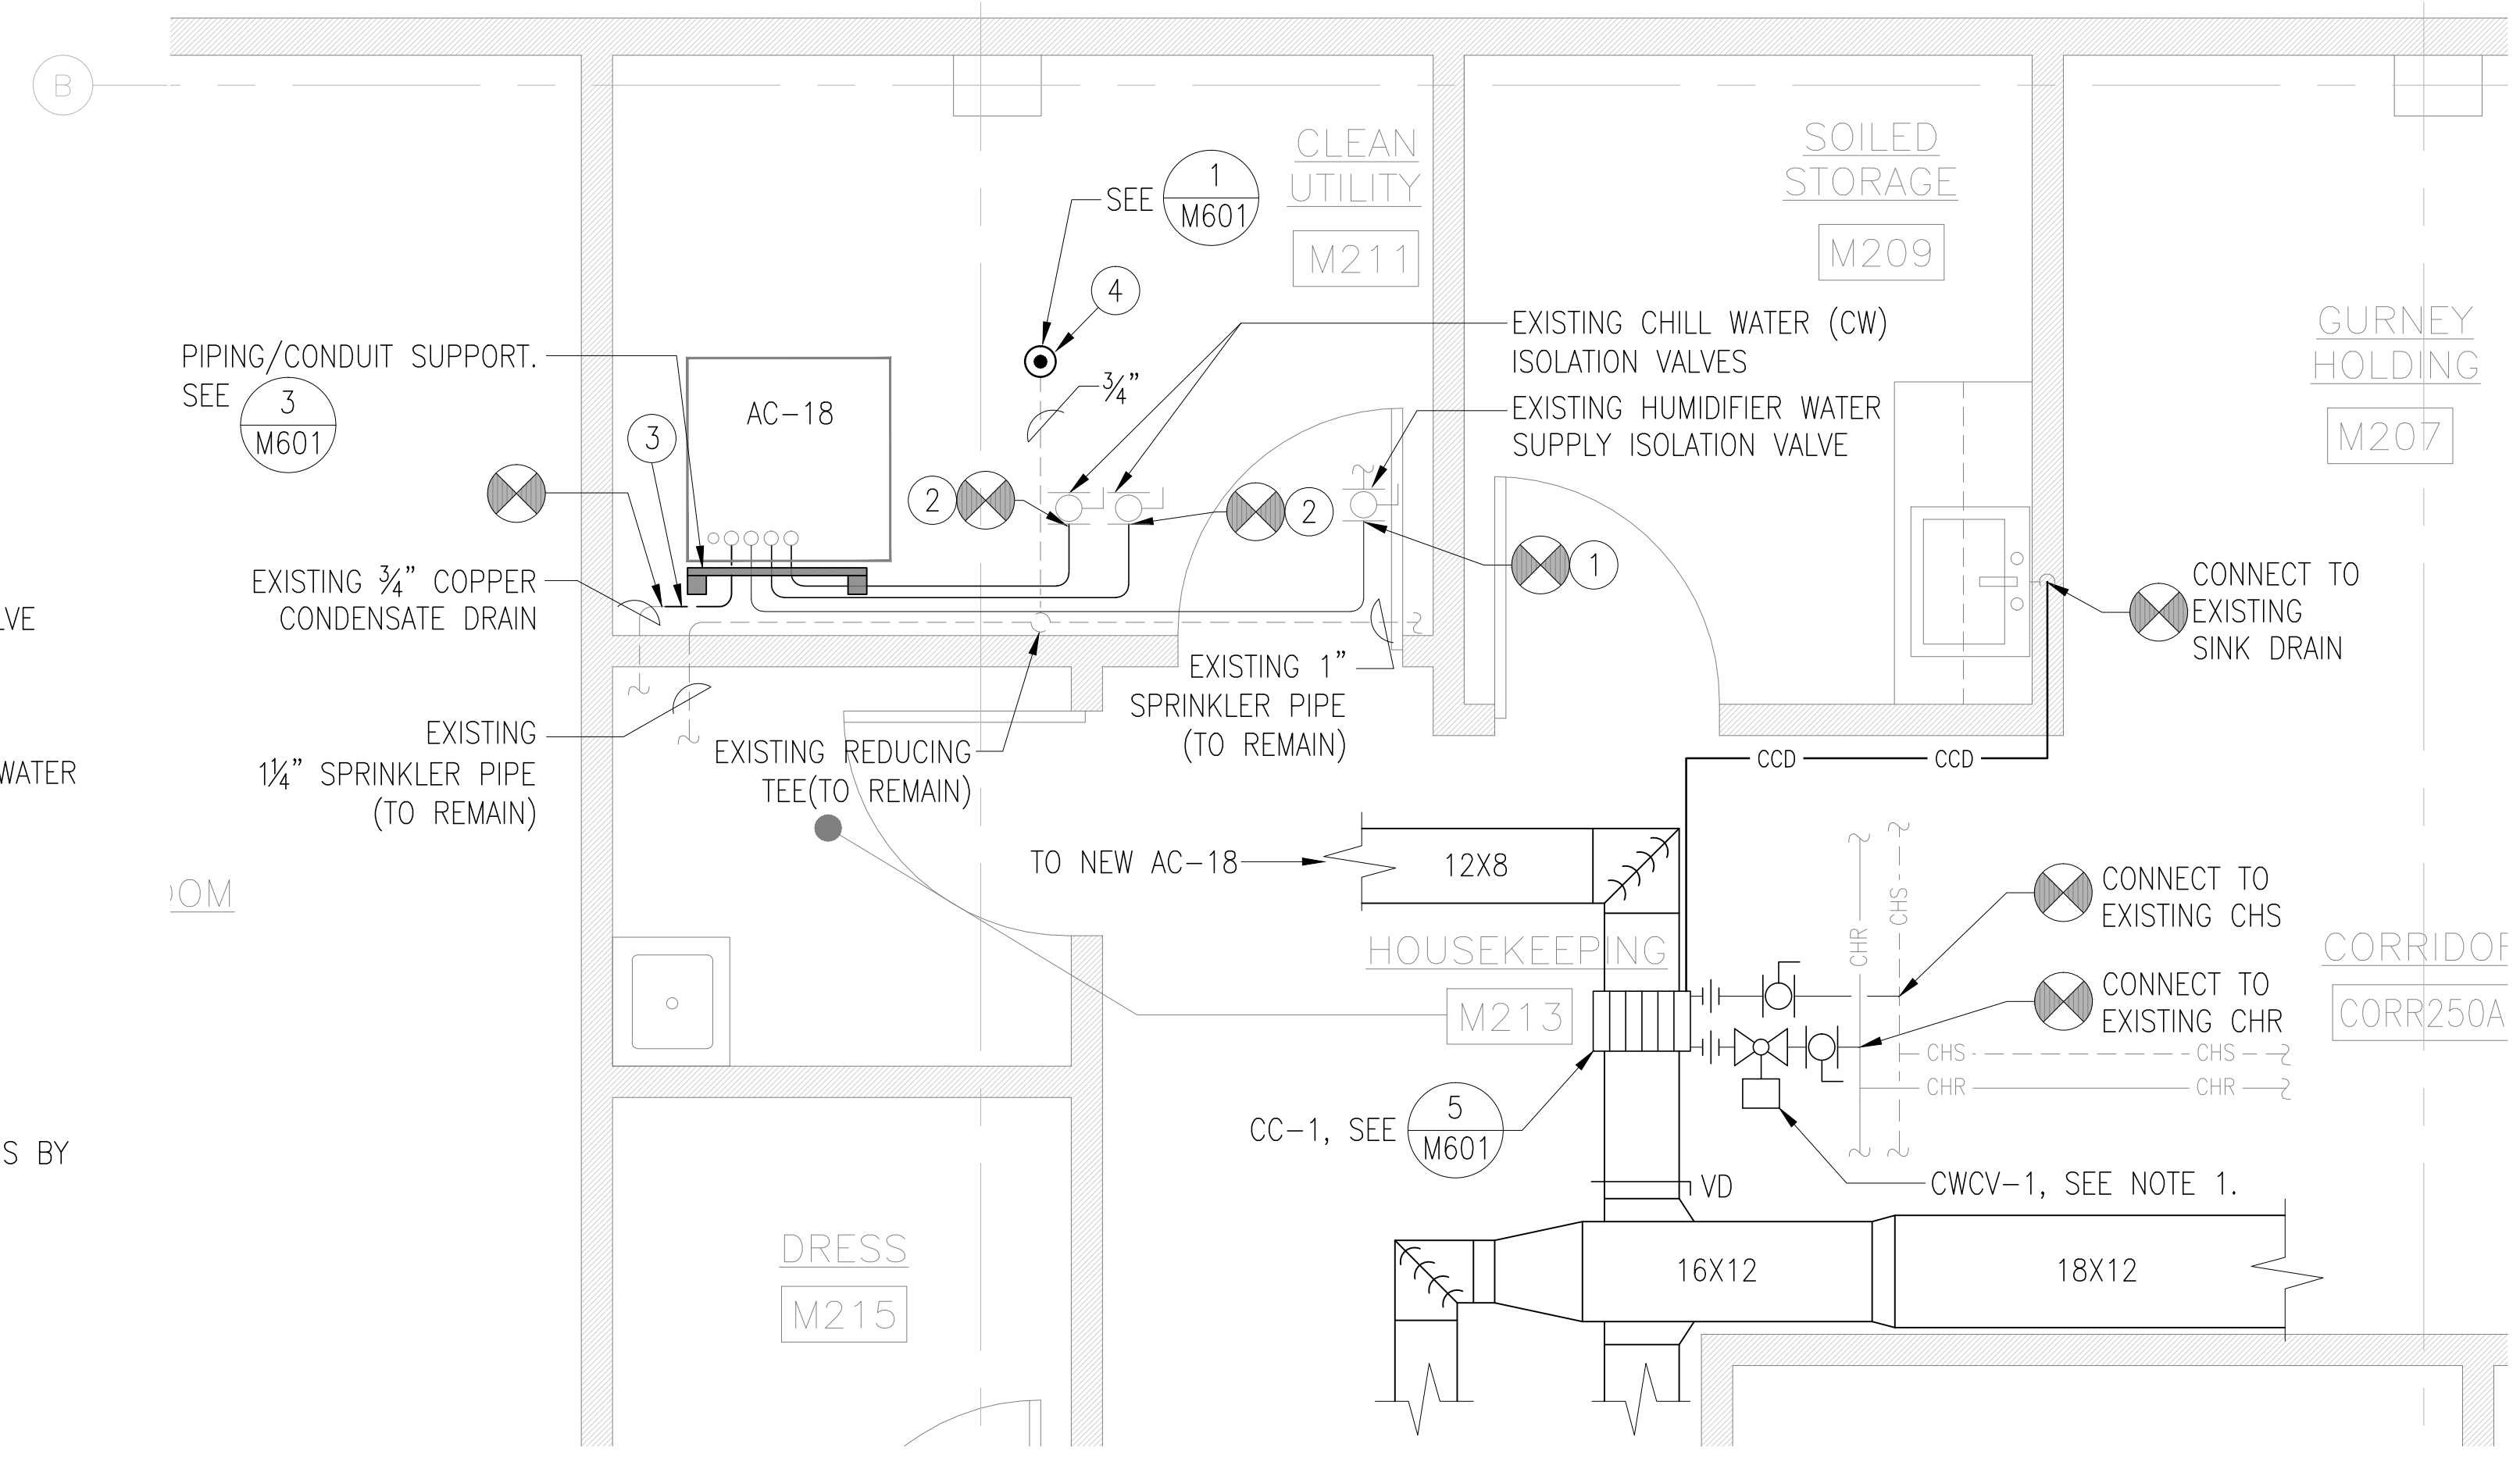 B
CLEAN
UTILITY
M211
SOILED
STORAGE
M209
GURNEY
HOLDING
M207
SEE
1
M601
4
PIPING/CONDUIT SUPPORT.
SEE
3
M601
3
AC-18
3/4"
EXISTING CHILL WATER (CW)
ISOLATION VALVES
EXISTING HUMIDIFIER WATER
SUPPLY ISOLATION VALVE
2
2
1
EXISTING 3/4" COPPER
CONDENSATE DRAIN
CONNECT TO
EXISTING
SINK DRAIN
LVE
EXISTING 1"
SPRINKLER PIPE
(TO REMAIN)
EXISTING
1 1/4" SPRINKLER PIPE
(TO REMAIN)
EXISTING REDUCING
TEE(TO REMAIN)
WATER
CCD
CCD
TO NEW AC-18
12X8
OOM
CHS
CHR
CONNECT TO
EXISTING CHS
HOUSEKEEPING
M213
CORRIDOR
CORR250A
CONNECT TO
EXISTING CHR
CHS
CHS
CHR
CHR
CC-1, SEE
5
M601
S BY
VD
CWCV-1, SEE NOTE 1.
DRESS
M215
16X12
18X12